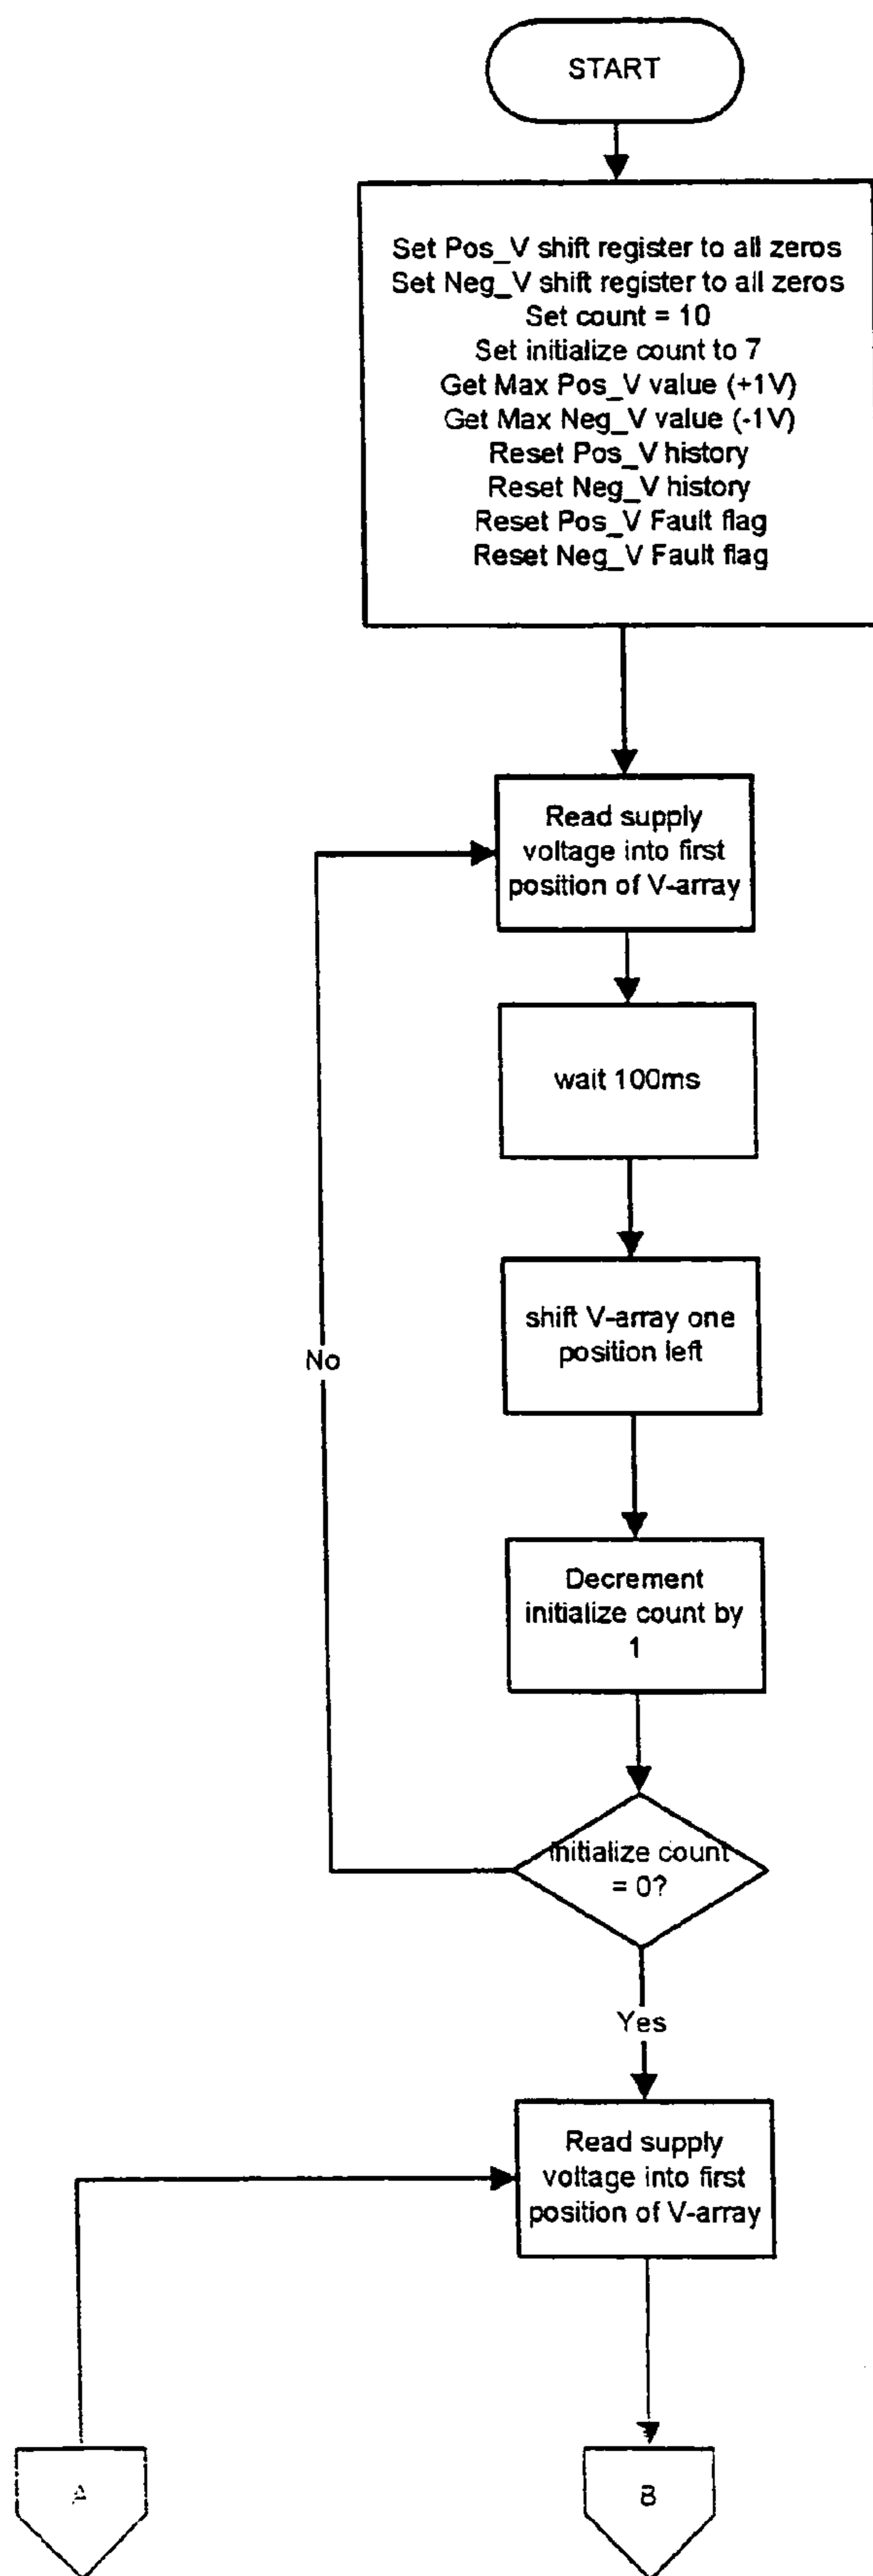 START
Set Pos_V shift register to all zeros
Set Neg_V shift register to all zeros
Set count = 10
Set initialize count to 7
Get Max Pos_V value (+1V)
Get Max Neg_V value (-1V)
Reset Pos_V history
Reset Neg_V history
Reset Pos_V Fault flag
Reset Neg_V Fault flag
Read supply
voltage into first
position of V-array
wait 100ms
shift V-array one
position left
No
Decrement
initialize count by
1
initialize count
= 0?
Yes
Read supply
voltage into first
position of V-array
A
B